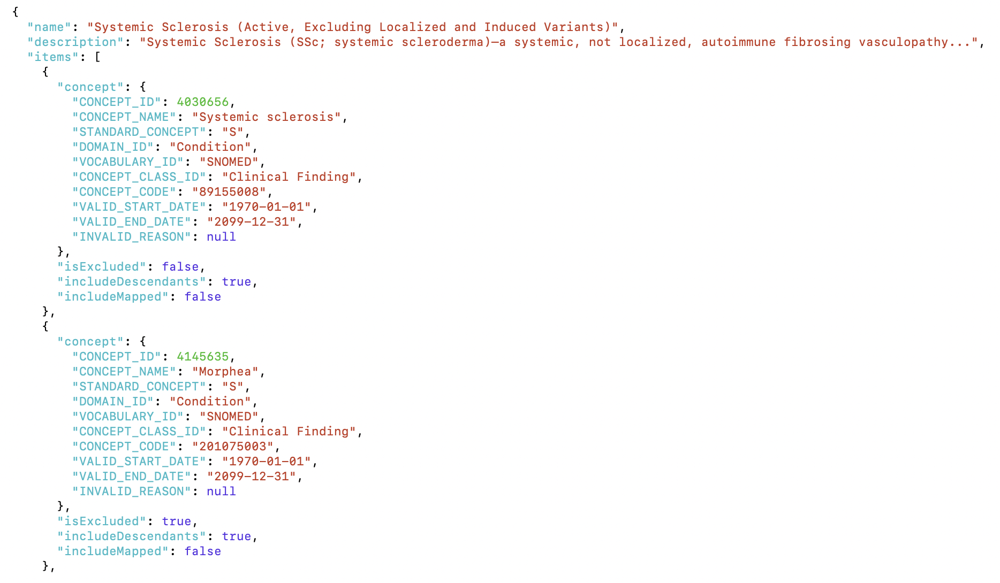 {
"name": "Systemic Sclerosis (Active, Excluding Localized and Induced Variants)",
"description": "Systemic Sclerosis (SSc; systemic scleroderma)—a systemic, not localized, autoimmune fibrosing vasculopathy...",
"items": [
{
"concept": {
"CONCEPT_ID": 4030656,
"CONCEPT_NAME": "Systemic sclerosis",
"STANDARD_CONCEPT": "S",
"DOMAIN_ID": "Condition",
"VOCABULARY_ID": "SNOMED",
"CONCEPT_CLASS_ID": "Clinical Finding",
"CONCEPT_CODE": "89155008",
"VALID_START_DATE": "1970-01-01",
"VALID_END_DATE": "2099-12-31",
"INVALID_REASON": null
},
"isExcluded": false,
"includeDescendants": true,
"includeMapped": false
},
{
"concept": {
"CONCEPT_ID": 4145635,
"CONCEPT_NAME": "Morphea",
"STANDARD_CONCEPT": "S",
"DOMAIN_ID": "Condition",
"VOCABULARY_ID": "SNOMED",
"CONCEPT_CLASS_ID": "Clinical Finding",
"CONCEPT_CODE": "201075003",
"VALID_START_DATE": "1970-01-01",
"VALID_END_DATE": "2099-12-31",
"INVALID_REASON": null
},
"isExcluded": true,
"includeDescendants": true,
"includeMapped": false
},